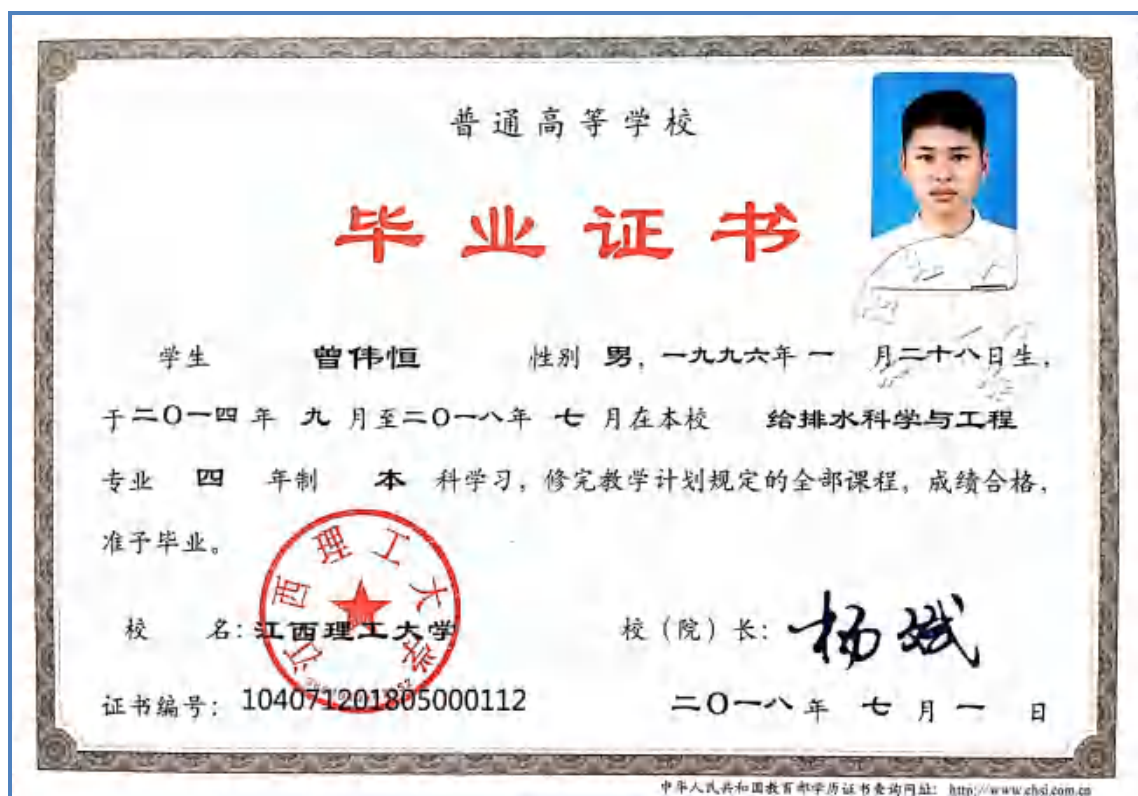 普通高等学校
毕业证书
学生 曾伟恒 性别 男，一九九六年 一 月二十八日生，
于二〇一四年 九 月至二〇一八年 七 月在本校 给排水科学与工程
专业 四 年制 本 科学习，修完教学计划规定的全部课程，成绩合格，
准予毕业。
江西理工大学
校 名：江西理工大学 校（院）长：杨斌
证书编号：104071201805000112 二〇一八年 七 月 一 日
中华人民共和国教育部学历证书查询网址：http://www.chsi.com.cn